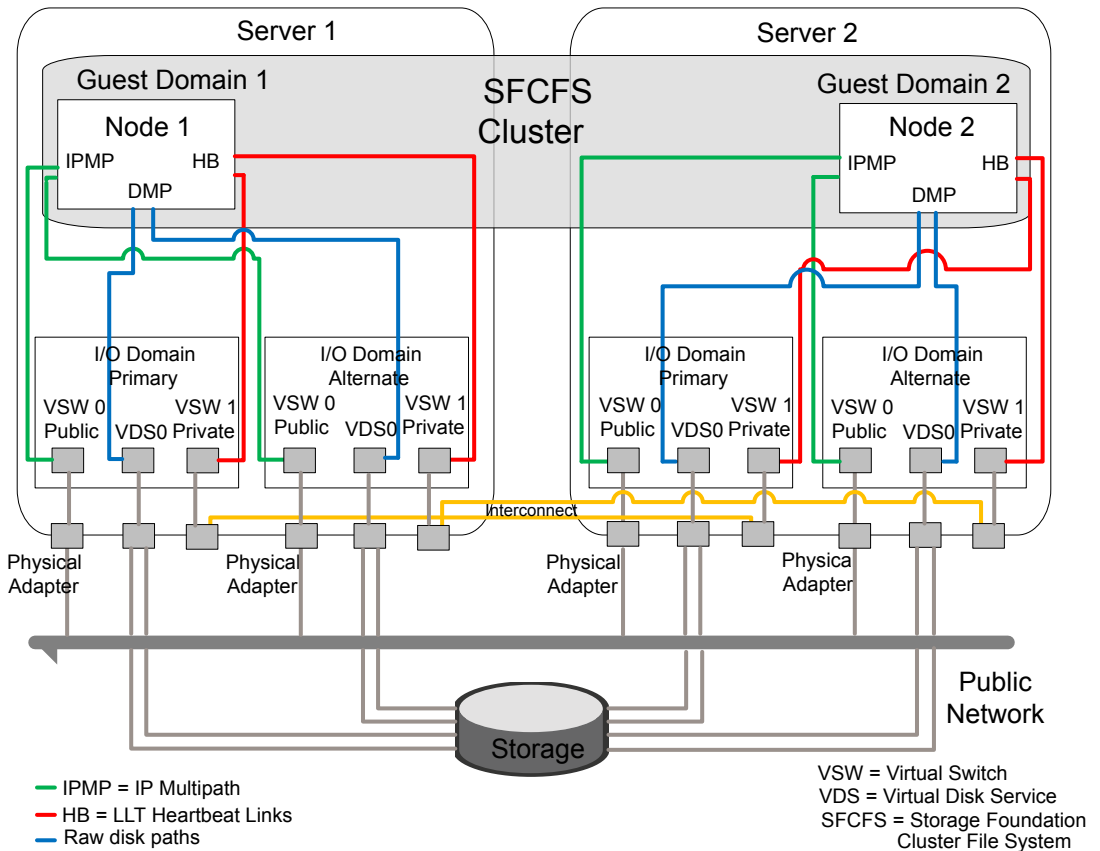 Server 1
Server 2
Guest Domain 1
SFCFS
Cluster
Guest Domain 2
Node 1
IPMP
HB
DMP
Node 2
IPMP
HB
DMP
I/O Domain
Primary
VSW 0
Public
VDS0
VSW 1
Private
I/O Domain
Alternate
VSW 0
Public
VDS0
VSW 1
Private
I/O Domain
Primary
VSW 0
Public
VDS0
VSW 1
Private
I/O Domain
Alternate
VSW 0
Public
VDS0
VSW 1
Private
Interconnect
Physical
Adapter
Physical
Adapter
Physical
Adapter
Physica
Adapter
Public
Network
Storage
IPMP = IP Multipath
HB = LLT Heartbeat Links
Raw disk paths
VSW = Virtual Switch
VDS = Virtual Disk Service
SFCFS = Storage Foundation
Cluster File System